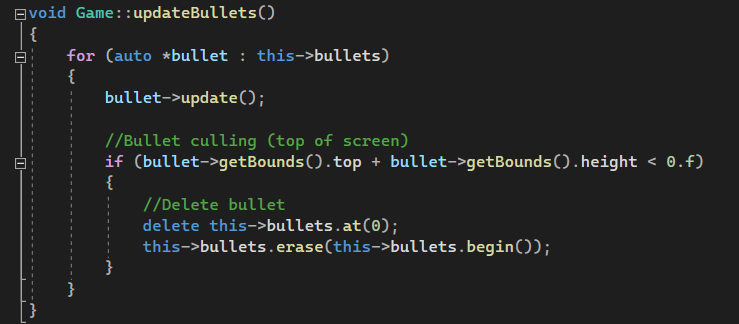 void Game::updateBullets()
{
    for (auto *bullet : this->bullets)
    {
        bullet->update();

        //Bullet culling (top of screen)
        if (bullet->getBounds().top + bullet->getBounds().height < 0.f)
        {
            //Delete bullet
            delete this->bullets.at(0);
            this->bullets.erase(this->bullets.begin());
        }
    }
}